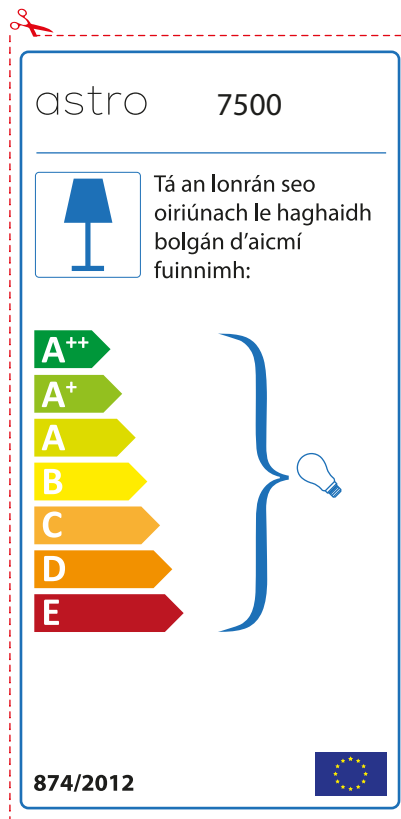 astro 7500
Tá an lonrán seo
oiriúnach le haghaidh
bolgán d'aicmí
fuinnimh:
A++
A+
A
B
C
D
E
874/2012